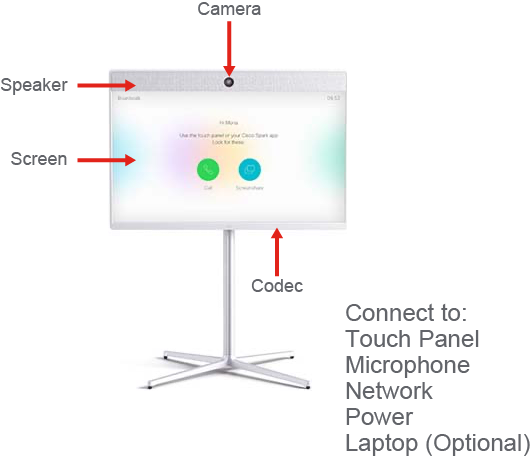 Camera
Speaker
Boardroom
09:52
Hi Mona
Use the touch panel or your Cisco Spark app
Look for these:
Screen
Call
Screenshare
Codec
Connect to:
Touch Panel
Microphone
Network
Power
Laptop (Optional)